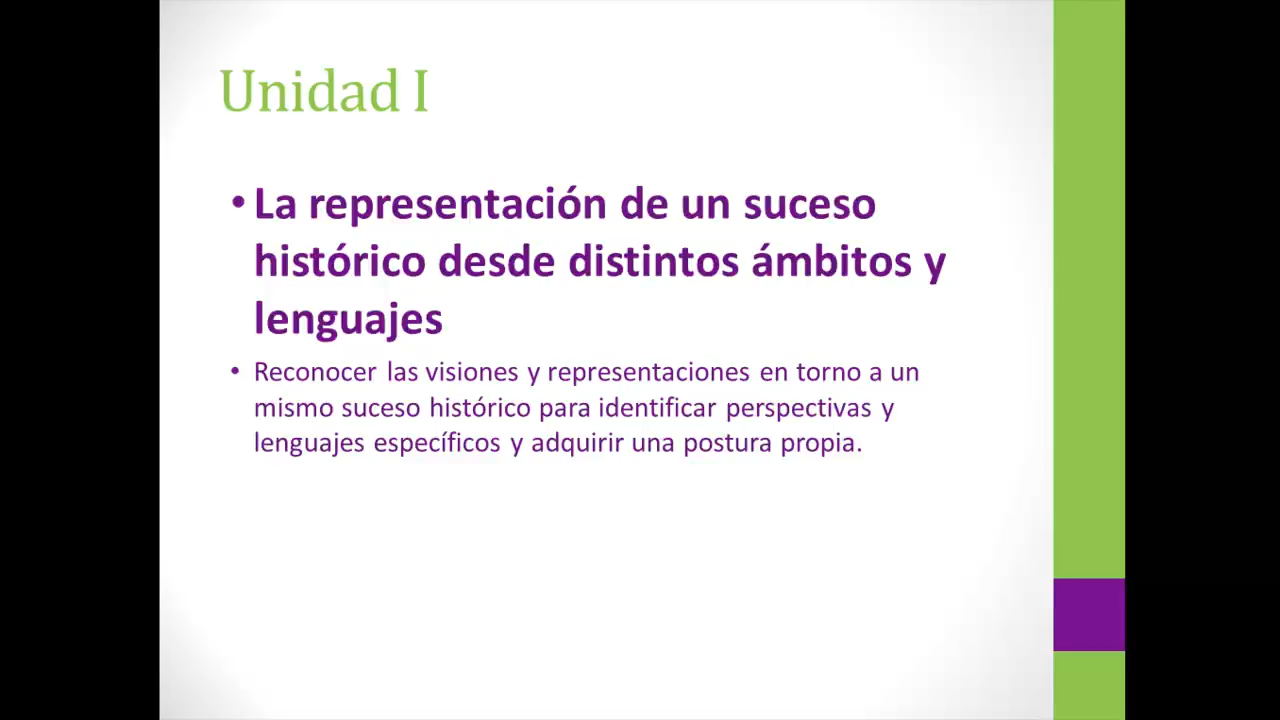 Unidad I
• La representación de un suceso
histórico desde distintos ámbitos y
lenguajes
• Reconocer las visiones y representaciones en torno a un
mismo suceso histórico para identificar perspectivas y
lenguajes específicos y adquirir una postura propia.